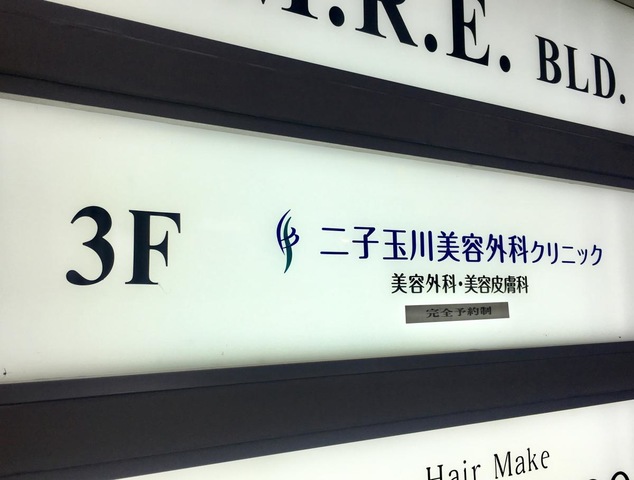 M.R.E. BLD.
3F
二子玉川美容外科クリニック
美容外科・美容皮膚科
完全予約制
Hair Make